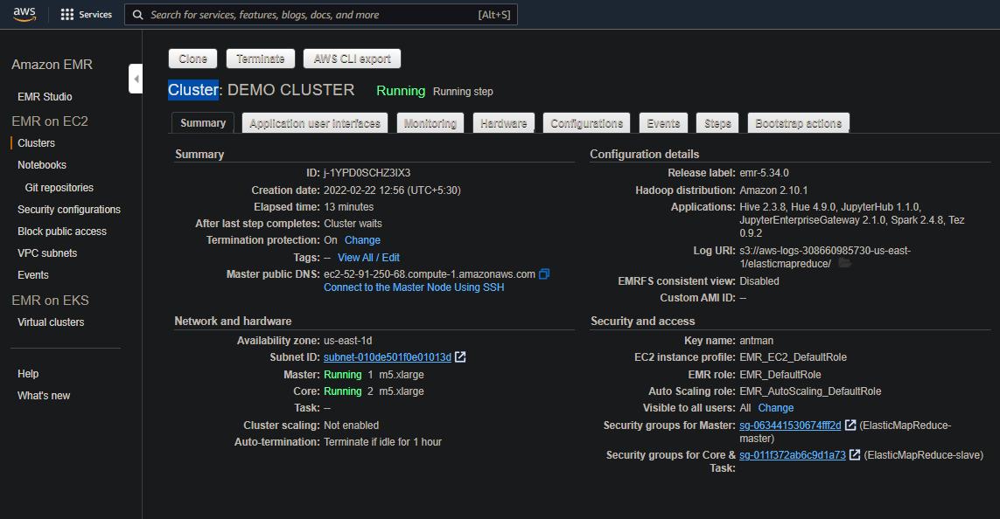 aws Services Search for services, features, blogs, docs, and more [Alt+S]
Amazon EMR
EMR Studio
EMR on EC2
Clusters
Notebooks
Git repositories
Security configurations
Block public access
VPC subnets
Events
EMR on EKS
Virtual clusters
Help
What's new
Clone Terminate AWS CLI export
Cluster: DEMO CLUSTER Running Running step
Summary Application user interfaces Monitoring Hardware Configurations Events Steps Bootstrap actions
Summary
ID: j-1YPD0SCHZ3IX3
Creation date: 2022-02-22 12:56 (UTC+5:30)
Elapsed time: 13 minutes
After last step completes: Cluster waits
Termination protection: On Change
Tags: -- View All / Edit
Master public DNS: ec2-52-91-250-68.compute-1.amazonaws.com
Connect to the Master Node Using SSH
Configuration details
Release label: emr-5.34.0
Hadoop distribution: Amazon 2.10.1
Applications: Hive 2.3.8, Hue 4.9.0, JupyterHub 1.1.0,
JupyterEnterpriseGateway 2.1.0, Spark 2.4.8, Tez
0.9.2
Log URI: s3://aws-logs-308660985730-us-east-
1/elasticmapreduce/
EMRFS consistent view: Disabled
Custom AMI ID: --
Network and hardware
Availability zone: us-east-1d
Subnet ID: subnet-010de501f0e01013d
Master: Running 1 m5.xlarge
Core: Running 2 m5.xlarge
Task: --
Cluster scaling: Not enabled
Auto-termination: Terminate if idle for 1 hour
Security and access
Key name: antman
EC2 instance profile: EMR_EC2_DefaultRole
EMR role: EMR_DefaultRole
Auto Scaling role: EMR_AutoScaling_DefaultRole
Visible to all users: All Change
Security groups for Master: sg-063441530674fff2d (ElasticMapReduce-
master)
Security groups for Core & sg-011f372ab6c9d1a73 (ElasticMapReduce-slave)
Task: